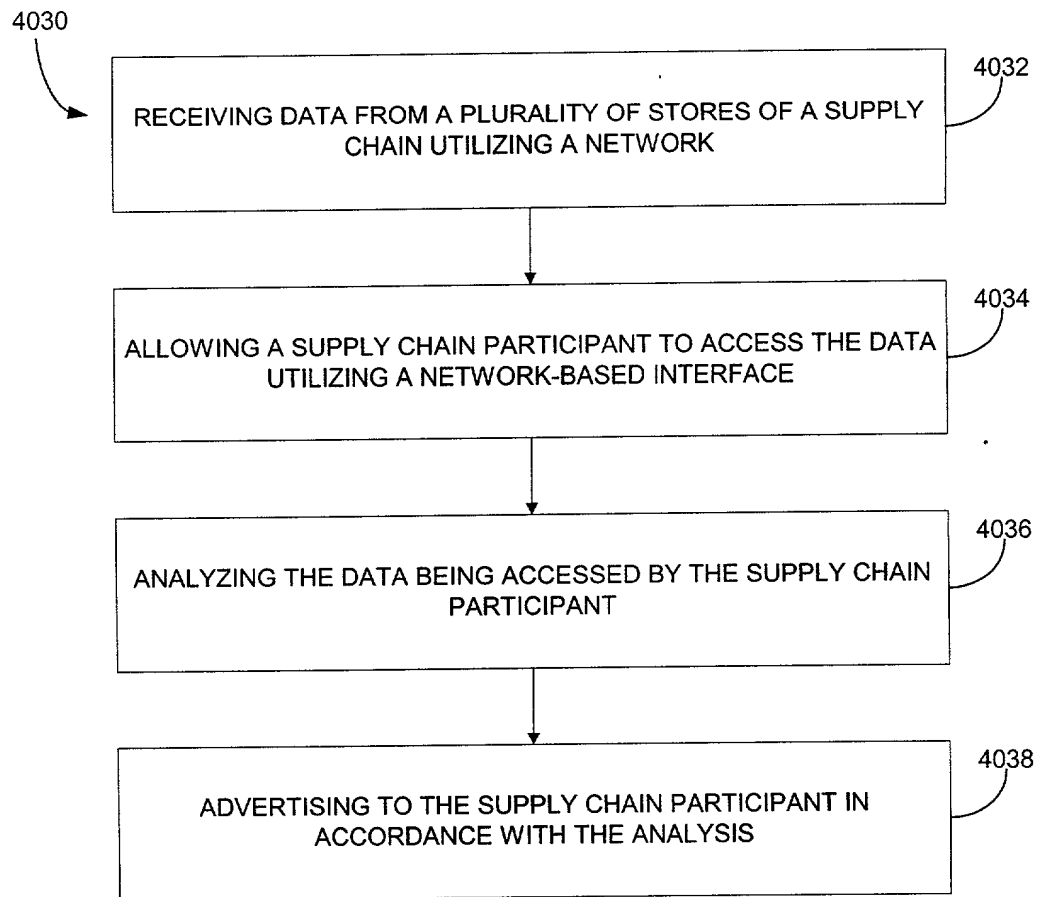 4030
4032
RECEIVING DATA FROM A PLURALITY OF STORES OF A SUPPLY
CHAIN UTILIZING A NETWORK
4034
ALLOWING A SUPPLY CHAIN PARTICIPANT TO ACCESS THE DATA
UTILIZING A NETWORK-BASED INTERFACE
4036
ANALYZING THE DATA BEING ACCESSED BY THE SUPPLY CHAIN
PARTICIPANT
4038
ADVERTISING TO THE SUPPLY CHAIN PARTICIPANT IN
ACCORDANCE WITH THE ANALYSIS